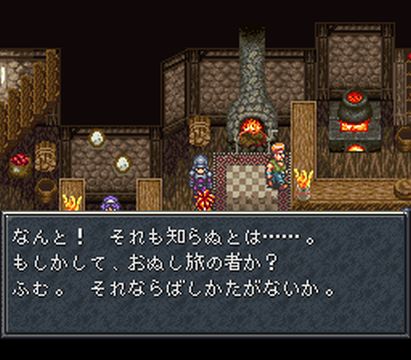 なんと！　それも知らぬとは……。
もしかして、おぬし旅の者か？
ふむ。　それならばしかたがないか。